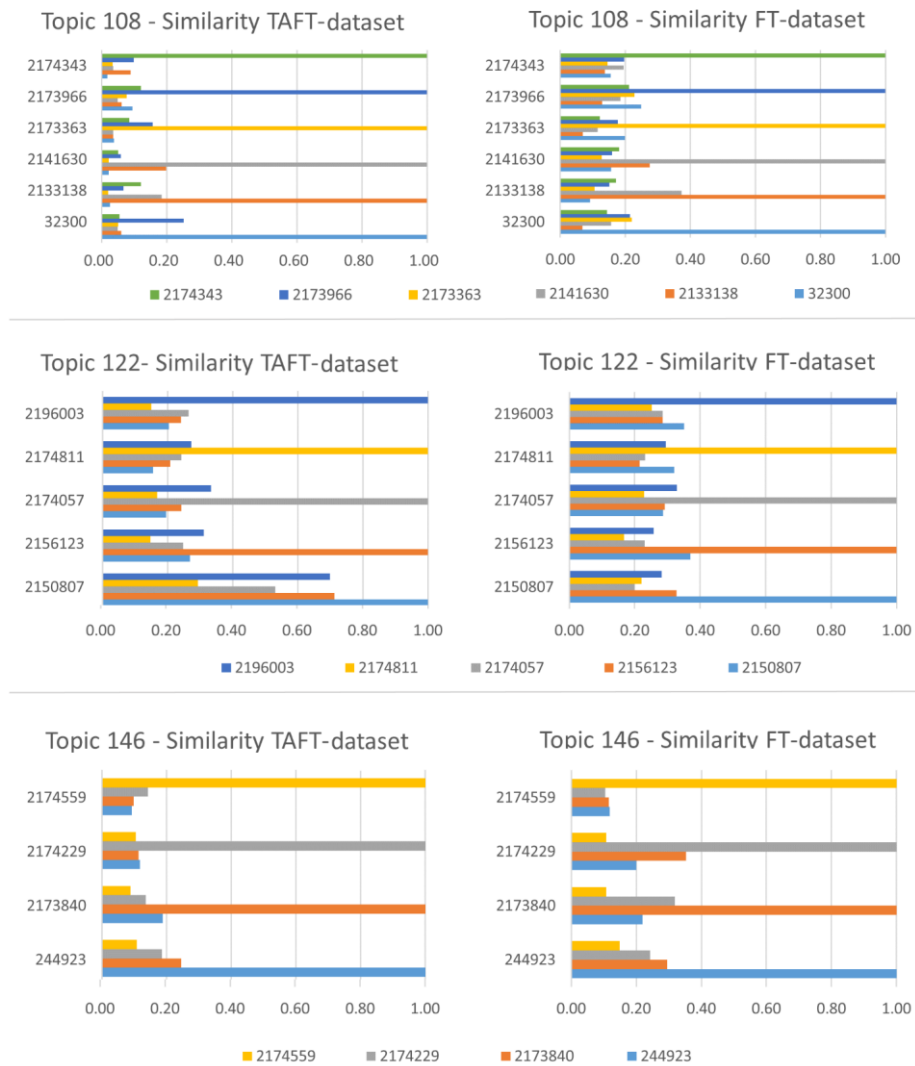 Topic 108 - Similarity TAFT-dataset
2174343
2173966
2173363
2141630
2133138
32300
0.00 0.20 0.40 0.60 0.80 1.00
Topic 108 - Similarity FT-dataset
2174343
2173966
2173363
2141630
2133138
32300
0.00 0.20 0.40 0.60 0.80 1.00
2174343 2173966 2173363 2141630 2133138 32300
Topic 122- Similarity TAFT-dataset
2196003
2174811
2174057
2156123
2150807
0.00 0.20 0.40 0.60 0.80 1.00
Topic 122 - Similarity FT-dataset
2196003
2174811
2174057
2156123
2150807
0.00 0.20 0.40 0.60 0.80 1.00
2196003 2174811 2174057 2156123 2150807
Topic 146 - Similarity TAFT-dataset
2174559
2174229
2173840
244923
0.00 0.20 0.40 0.60 0.80 1.00
Topic 146 - Similarity FT-dataset
2174559
2174229
2173840
244923
0.00 0.20 0.40 0.60 0.80 1.00
2174559 2174229 2173840 244923